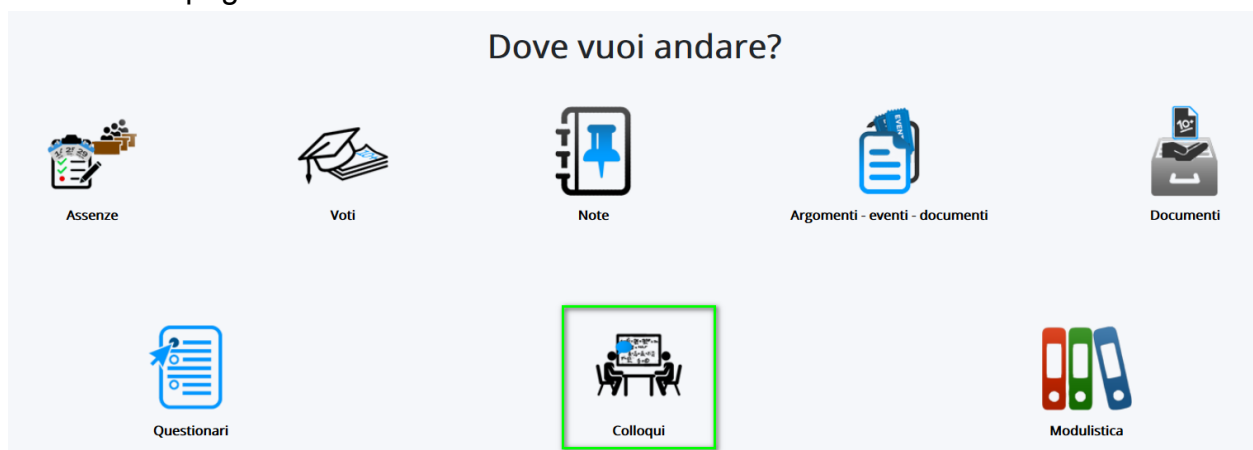 Dove vuoi andare?
Assenze
Voti
Note
Argomenti - eventi - documenti
Documenti
Questionari
Colloqui
Modulistica